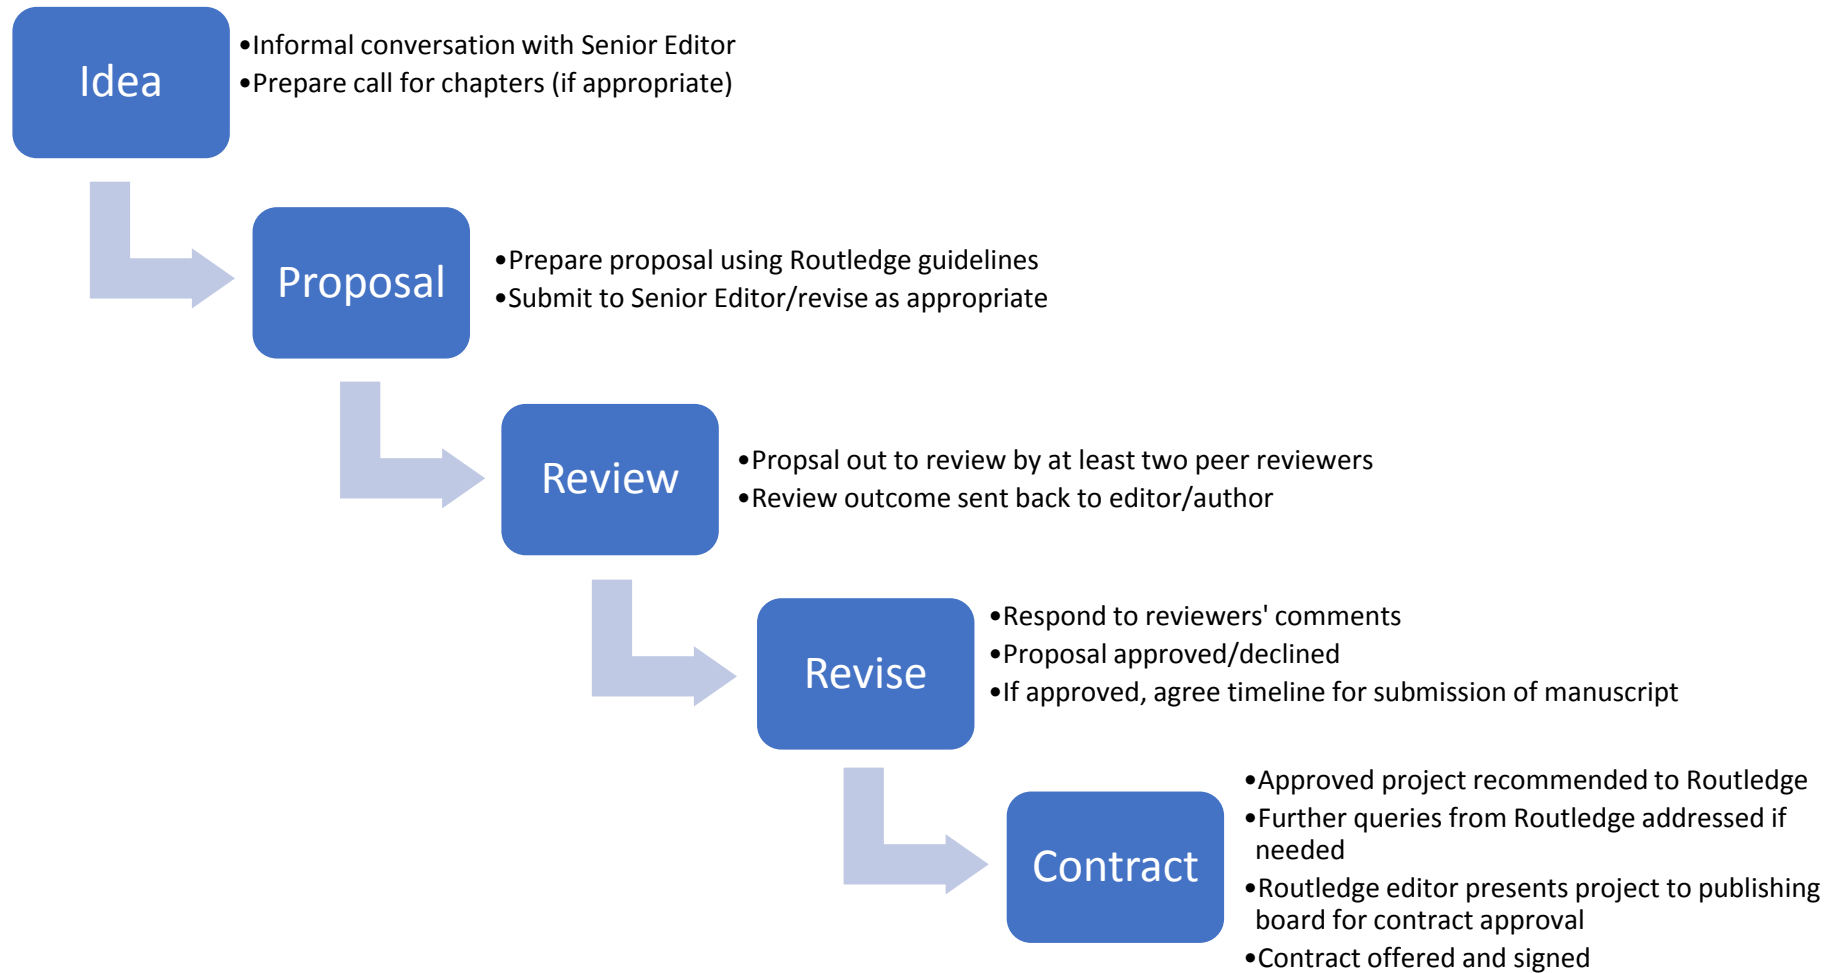 Idea
•Informal conversation with Senior Editor
•Prepare call for chapters (if appropriate)
Proposal
•Prepare proposal using Routledge guidelines
•Submit to Senior Editor/revise as appropriate
Review
•Propsal out to review by at least two peer reviewers
•Review outcome sent back to editor/author
Revise
•Respond to reviewers' comments
•Proposal approved/declined
•If approved, agree timeline for submission of manuscript
Contract
•Approved project recommended to Routledge
•Further queries from Routledge addressed if
needed
•Routledge editor presents project to publishing
board for contract approval
•Contract offered and signed